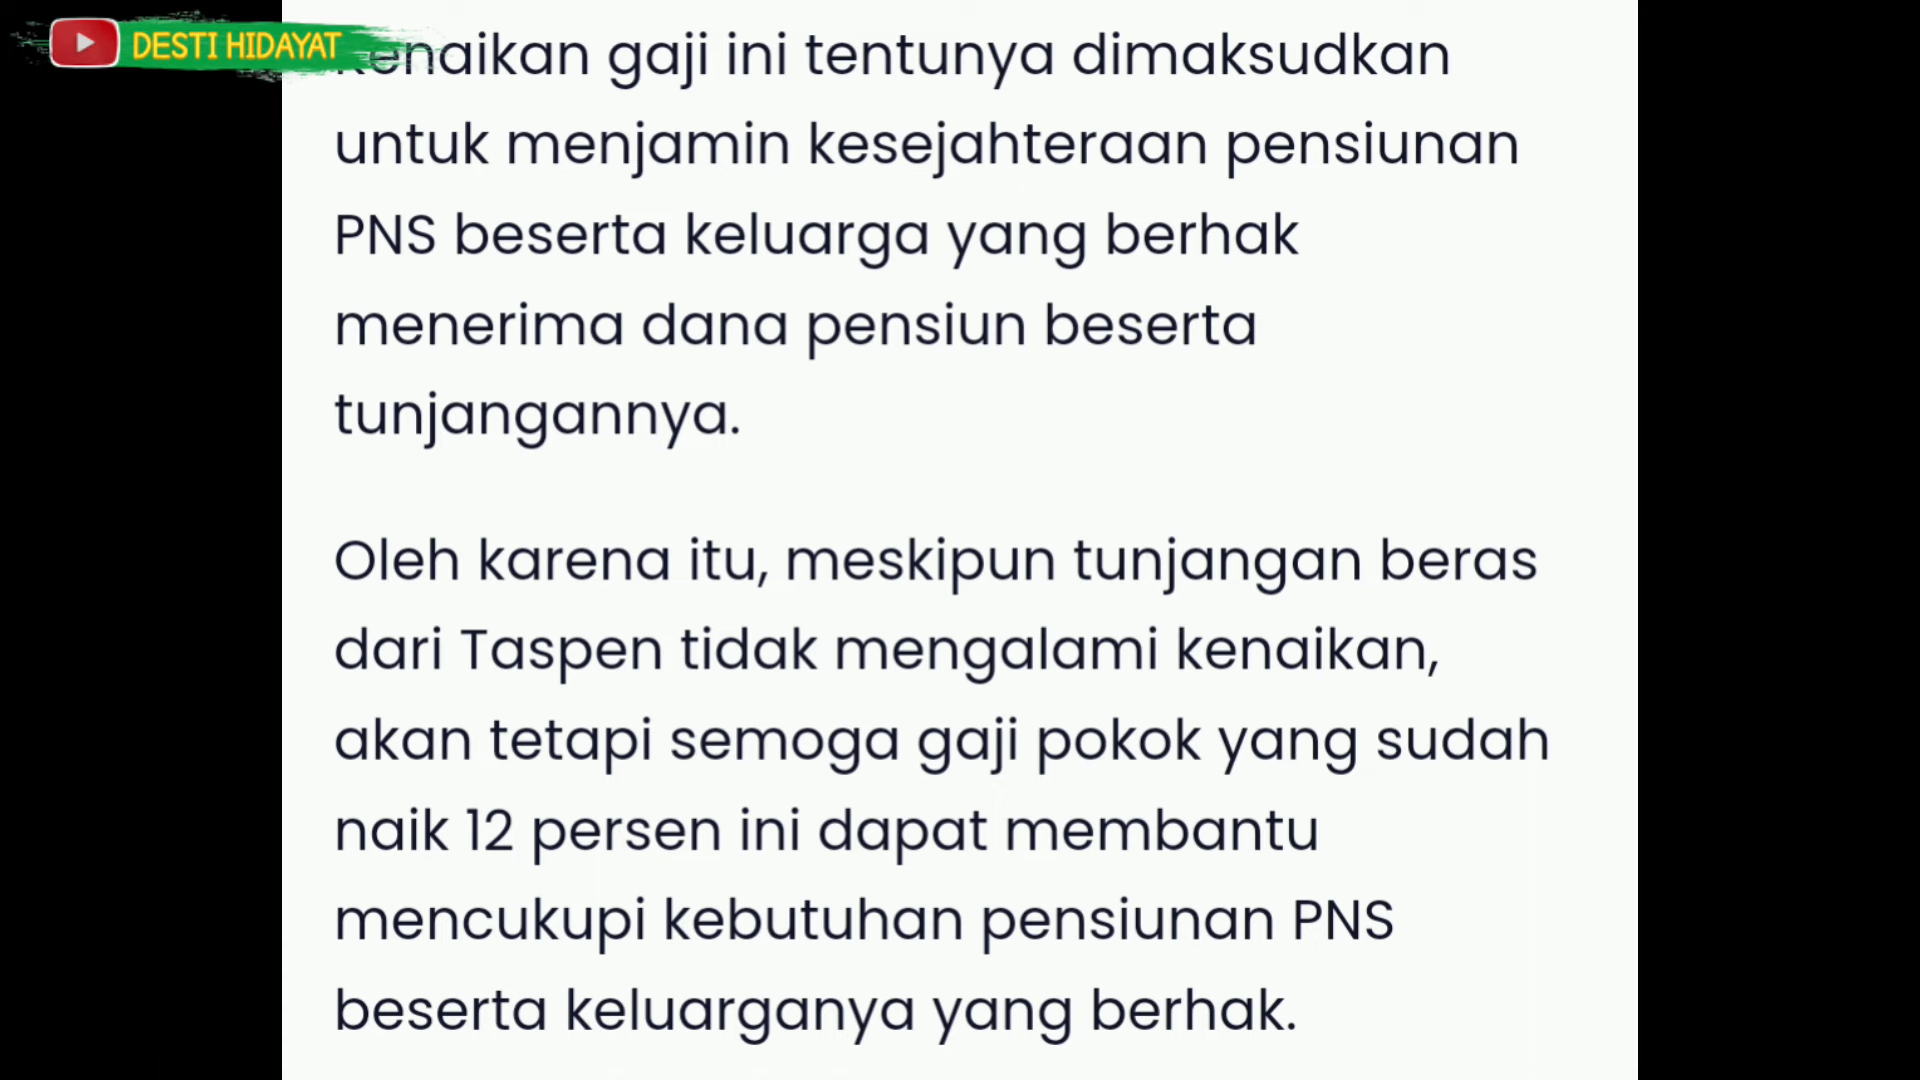 DESTI HIDAYAT
Kenaikan gaji ini tentunya dimaksudkan
untuk menjamin kesejahteraan pensiunan
PNS beserta keluarga yang berhak
menerima dana pensiun beserta
tunjangannya.
Oleh karena itu, meskipun tunjangan beras
dari Taspen tidak mengalami kenaikan,
akan tetapi semoga gaji pokok yang sudah
naik 12 persen ini dapat membantu
mencukupi kebutuhan pensiunan PNS
beserta keluarganya yang berhak.